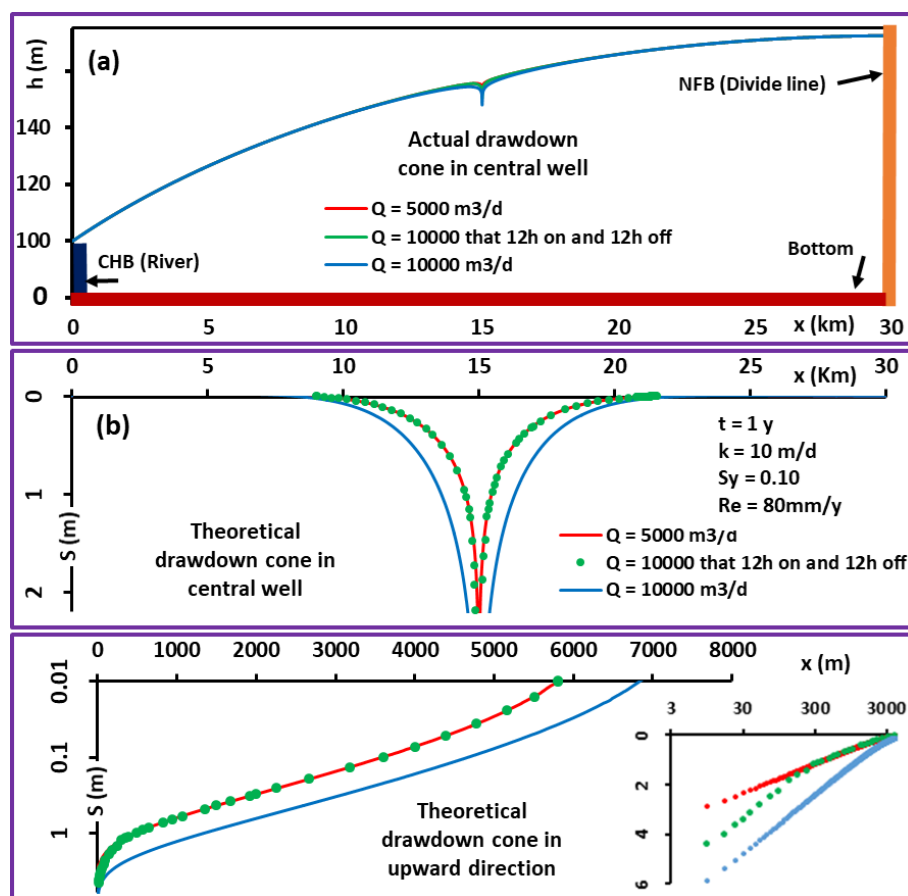 (a)
h (m)
140
120
100
0
NFB (Divide line)
Actual drawdown
cone in central well
Q = 5000 m3/d
Q = 10000 that 12h on and 12h off
Q = 10000 m3/d
CHB (River)
Bottom
0 5 10 15 20 25 x (km) 30
0 5 10 15 20 25 30
x (Km)
(b)
0
1
2
S (m)
t = 1 y
k = 10 m/d
Sy = 0.10
Re = 80mm/y
Theoretical
drawdown cone in
central well
Q = 5000 m3/d
Q = 10000 that 12h on and 12h off
Q = 10000 m3/d
0 1000 2000 3000 4000 5000 6000 7000 8000
x (m)
0.01
0.1
1
S (m)
Theoretical
drawdown cone in
upward direction
3 30 300 3000
0
2
4
6